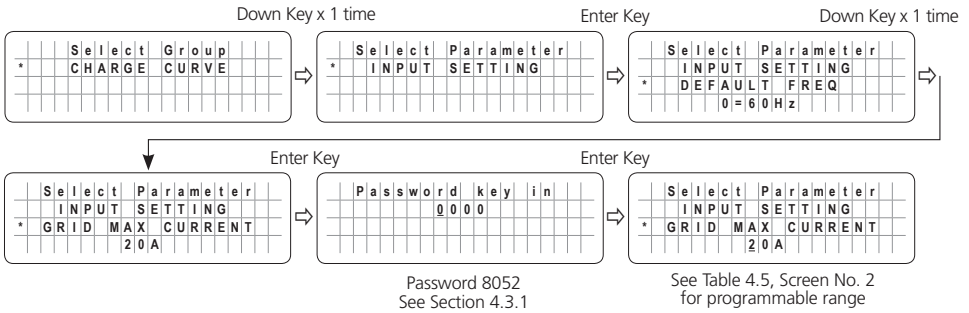 Down Key x 1 time
Enter Key
Down Key x 1 time
Select Group
* CHARGE CURVE
Select Parameter
* INPUT SETTING
Select Parameter
INPUT SETTING
* DEFAULT FREQ
0=60Hz
Enter Key
Enter Key
Select Parameter
INPUT SETTING
* GRID MAX CURRENT
20A
Password key in
0000
Select Parameter
INPUT SETTING
* GRID MAX CURRENT
20A
Password 8052
See Section 4.3.1
See Table 4.5, Screen No. 2
for programmable range